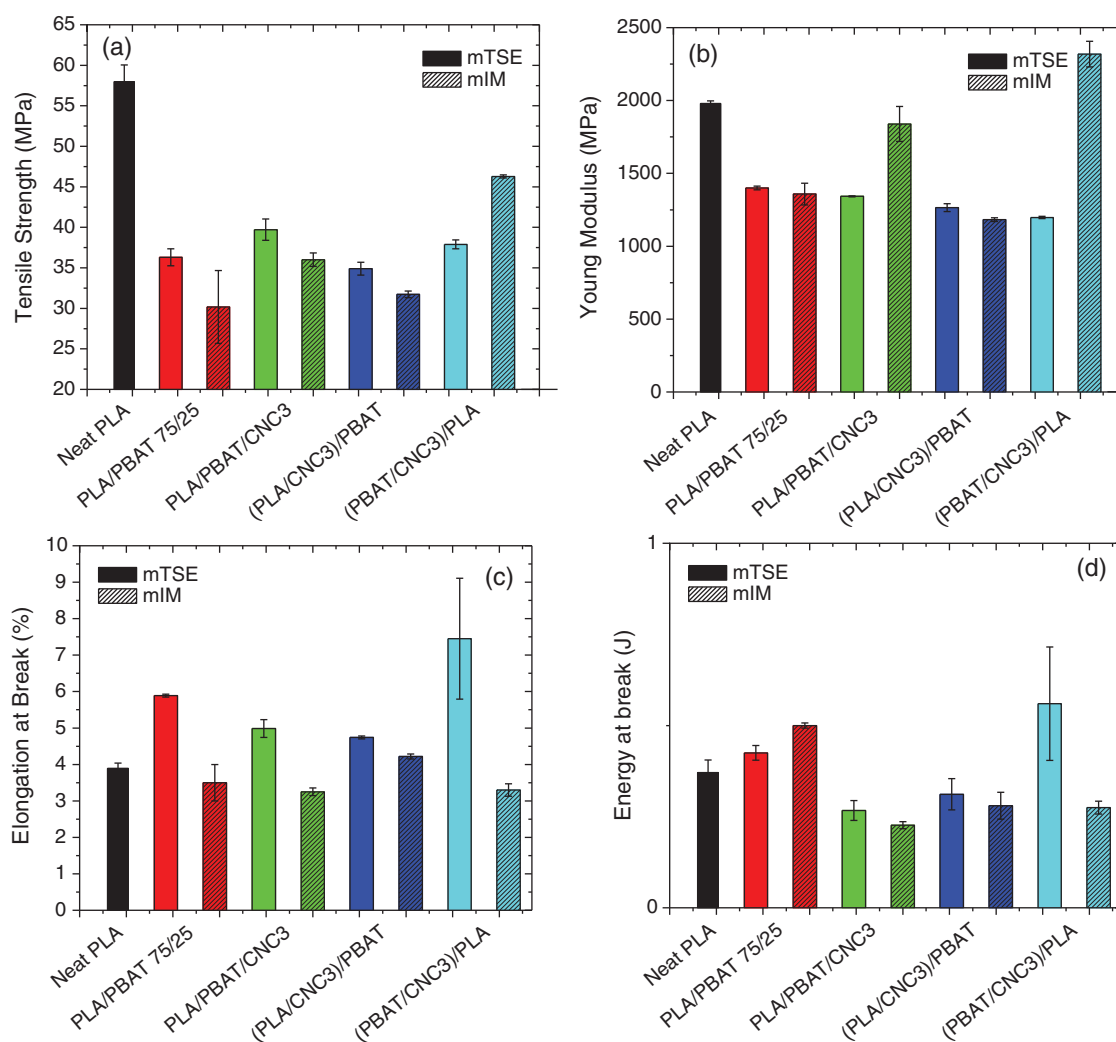 (a)
mTSE
mIM
Tensile Strength (MPa)
65
60
55
50
45
40
35
30
25
20
Neat PLA
PLA/PBAT 75/25
PLA/PBAT/CNC3
(PLA/CNC3)/PBAT
(PBAT/CNC3)/PLA
(b)
mTSE
mIM
Young Modulus (MPa)
2500
2000
1500
1000
500
0
Neat PLA
PLA/PBAT 75/25
PLA/PBAT/CNC3
(PLA/CNC3)/PBAT
(PBAT/CNC3)/PLA
(c)
mTSE
mIM
Elongation at Break (%)
10
9
8
7
6
5
4
3
2
1
0
Neat PLA
PLA/PBAT 75/25
PLA/PBAT/CNC3
(PLA/CNC3)/PBAT
(PBAT/CNC3)/PLA
(d)
mTSE
mIM
Energy at break (J)
1
0
Neat PLA
PLA/PBAT 75/25
PLA/PBAT/CNC3
(PLA/CNC3)/PBAT
(PBAT/CNC3)/PLA